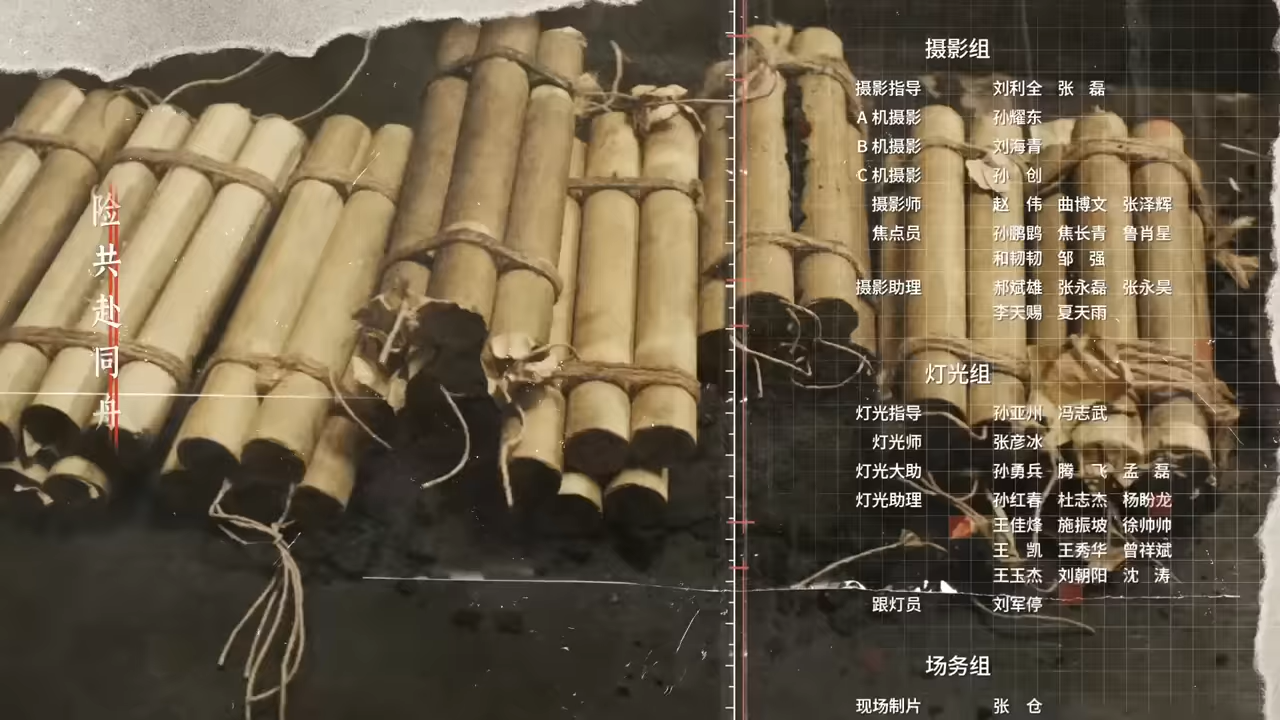 险共赴同舟
摄影组
摄影指导 刘利全 张 磊
A 机摄影 孙耀东
B 机摄影 刘海青
C 机摄影 孙 创
摄影师 赵 伟 曲博文 张泽辉
焦点员 孙鹏鹍 焦长青 鲁肖星
和韧韧 邹 强
摄影助理 郝斌雄 张永磊 张永昊
李天赐 夏天雨
灯光组
灯光指导 孙亚州 冯志武
灯光师 张彦冰
灯光大助 孙勇兵 腾 飞 孟 磊
灯光助理 孙红春 杜志杰 杨盼龙
王佳烽 施振坡 徐帅帅
王 凯 王秀华 曾祥斌
王玉杰 刘朝阳 沈 涛
跟灯员 刘军停
场务组
现场制片 张 仓